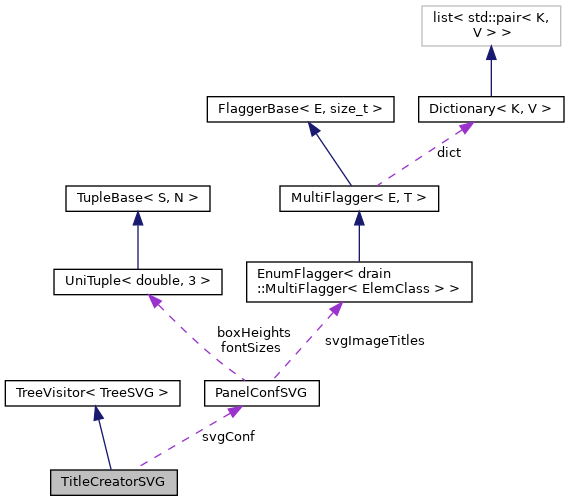 list< std::pair< K,
V > >
FlaggerBase< E, size_t >
Dictionary< K, V >
dict
TupleBase< S, N >
MultiFlagger< E, T >
UniTuple< double, 3 >
EnumFlagger< drain
::MultiFlagger< ElemClass > >
boxHeights
fontSizes
svgImageTitles
TreeVisitor< TreeSVG >
PanelConfSVG
svgConf
TitleCreatorSVG